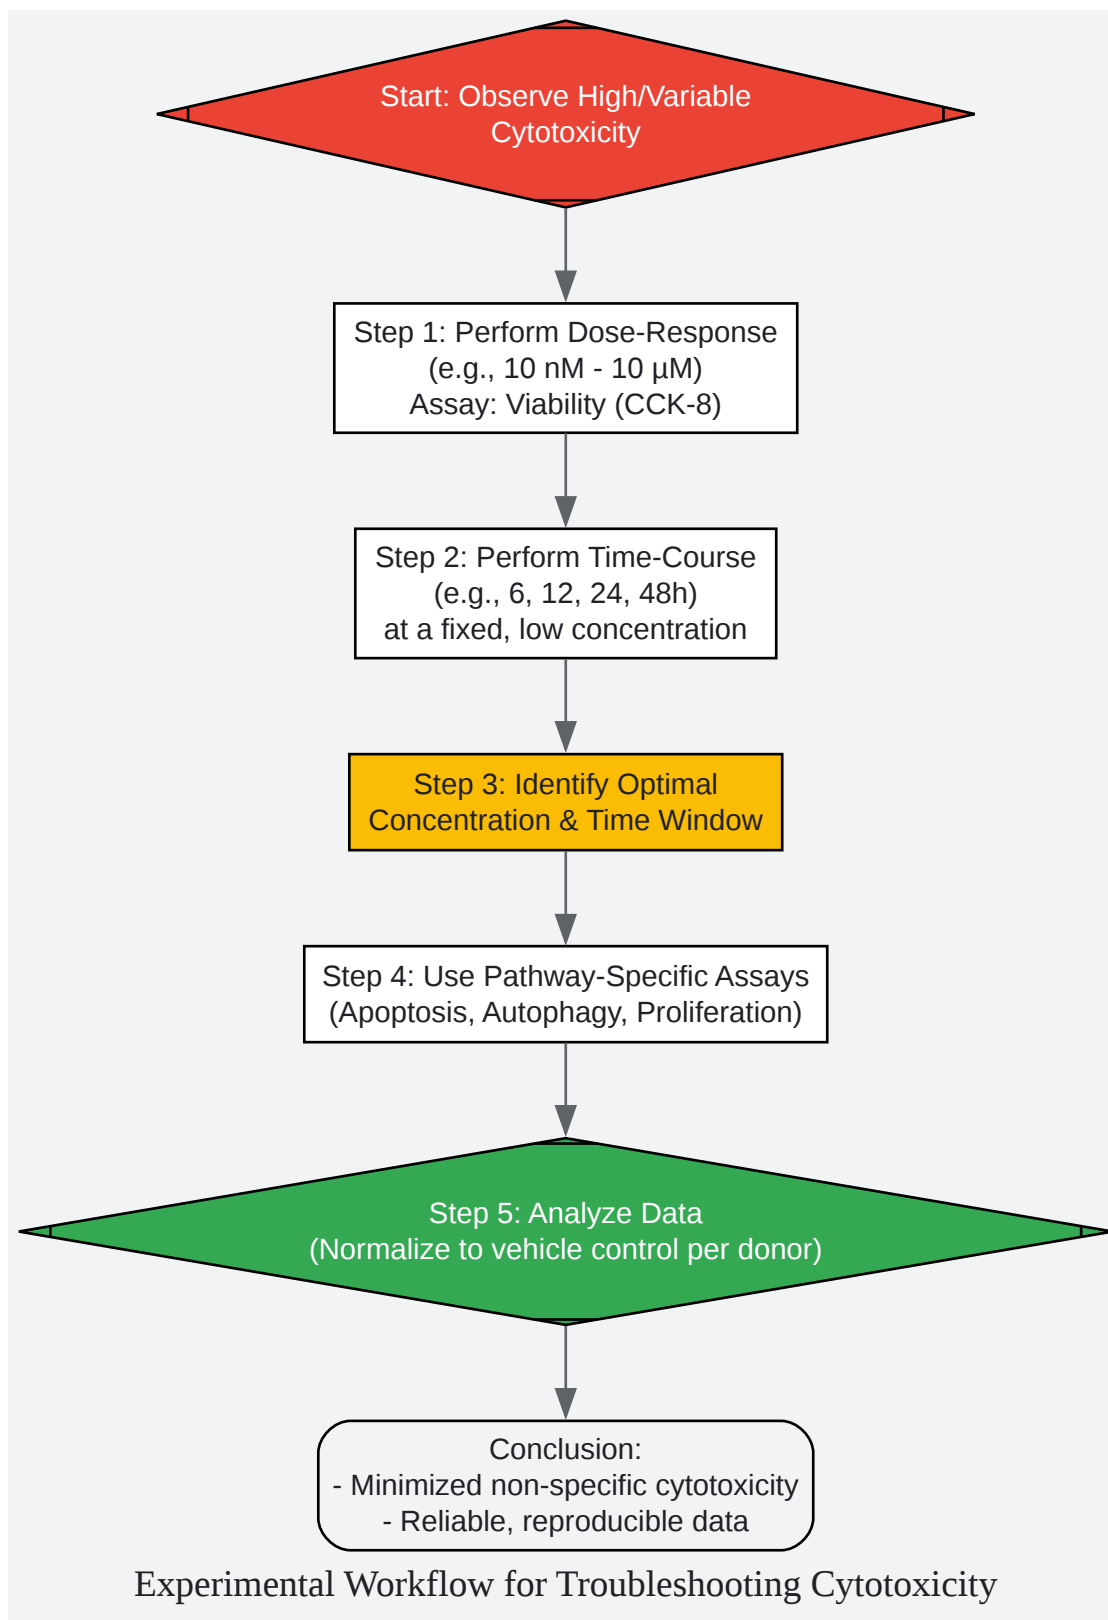 Start: Observe High/Variable
Cytotoxicity
Step 1: Perform Dose-Response
(e.g., 10 nM - 10 µM)
Assay: Viability (CCK-8)
Step 2: Perform Time-Course
(e.g., 6, 12, 24, 48h)
at a fixed, low concentration
Step 3: Identify Optimal
Concentration & Time Window
Step 4: Use Pathway-Specific Assays
(Apoptosis, Autophagy, Proliferation)
Step 5: Analyze Data
(Normalize to vehicle control per donor)
Conclusion:
- Minimized non-specific cytotoxicity
- Reliable, reproducible data
Experimental Workflow for Troubleshooting Cytotoxicity